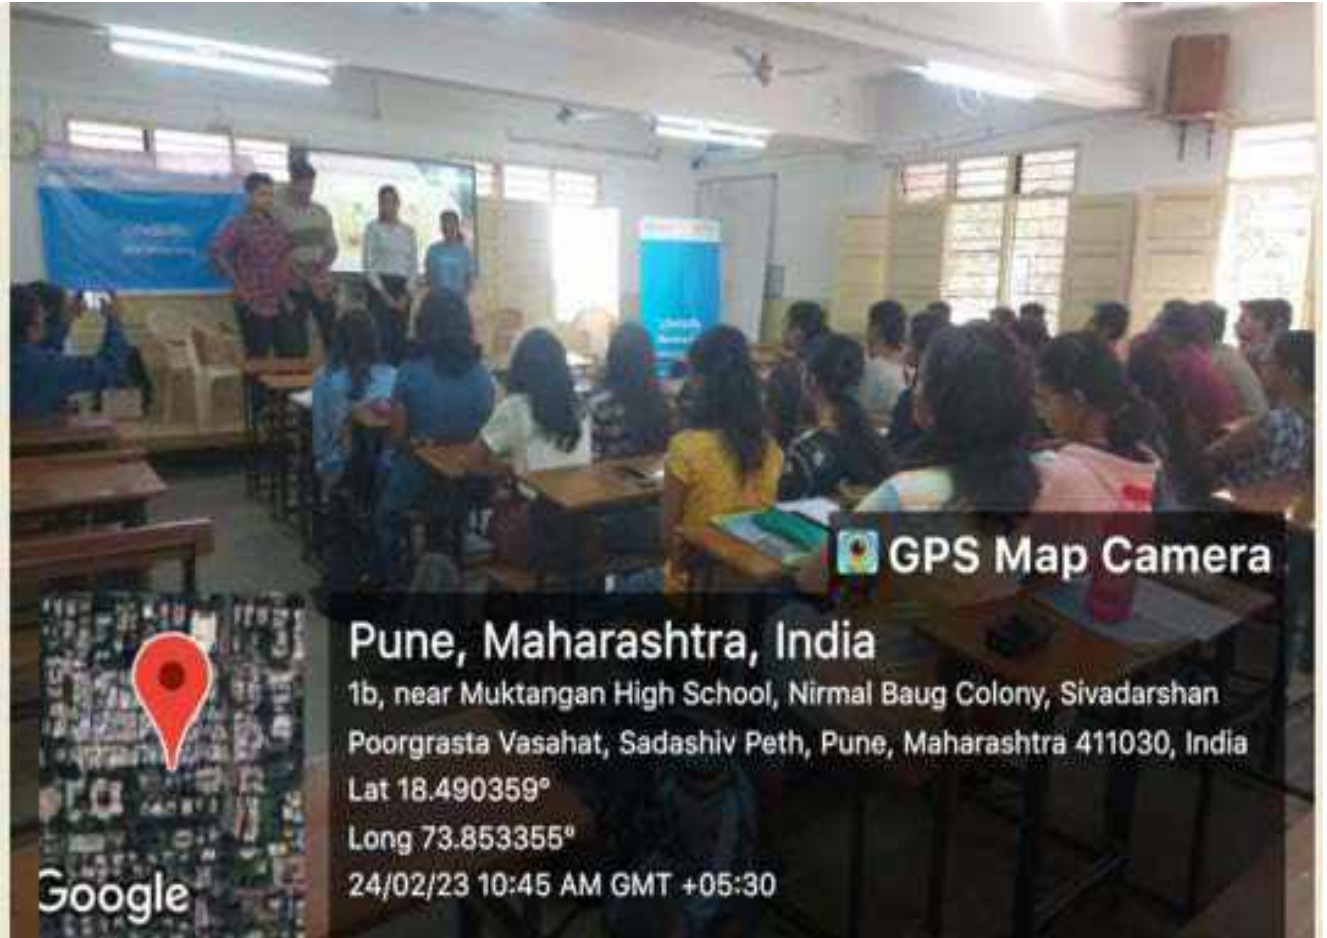 GPS Map Camera
Pune, Maharashtra, India
1b, near Muktangan High School, Nirmal Baug Colony, Sivadarshan
Poorgrasta Vasahat, Sadashiv Peth, Pune, Maharashtra 411030, India
Lat 18.490359°
Long 73.853355°
24/02/23 10:45 AM GMT +05:30
Google